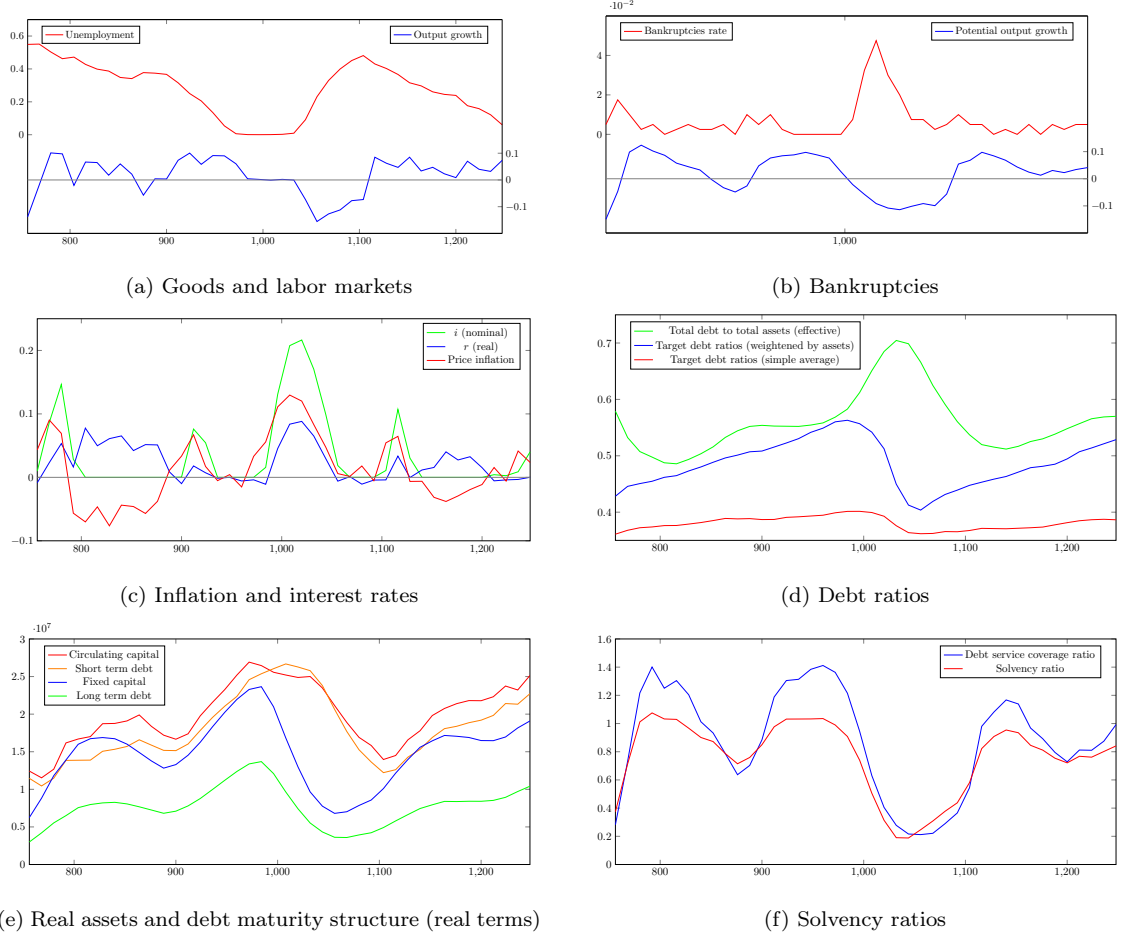 ·10⁻²
Unemployment
Output growth
0.6
0.4
0.2
0
0.1
0
−0.1
800
1,000
1,100
1,200
Bankruptcies rate
Potential output growth
4
2
0
0.1
0
−0.1
1,000
(a) Goods and labor markets
(b) Bankruptcies
i (nominal)
r (real)
Price inflation
0.2
0.1
0
−0.1
800
900
1,000
1,100
1,200
Total debt to total assets (effective)
Target debt ratios (weightened by assets)
Target debt ratios (simple average)
0.7
0.6
0.5
0.4
800
900
1,000
1,100
1,200
(c) Inflation and interest rates
(d) Debt ratios
·10⁷
Circulating capital
Short term debt
Fixed capital
Long term debt
3
2.5
2
1.5
1
0.5
0
800
900
1,000
1,100
1,200
Debt service coverage ratio
Solvency ratio
1.6
1.4
1.2
1
0.8
0.6
0.4
0.2
0
800
900
1,000
1,100
1,200
(e) Real assets and debt maturity structure (real terms)
(f) Solvency ratios